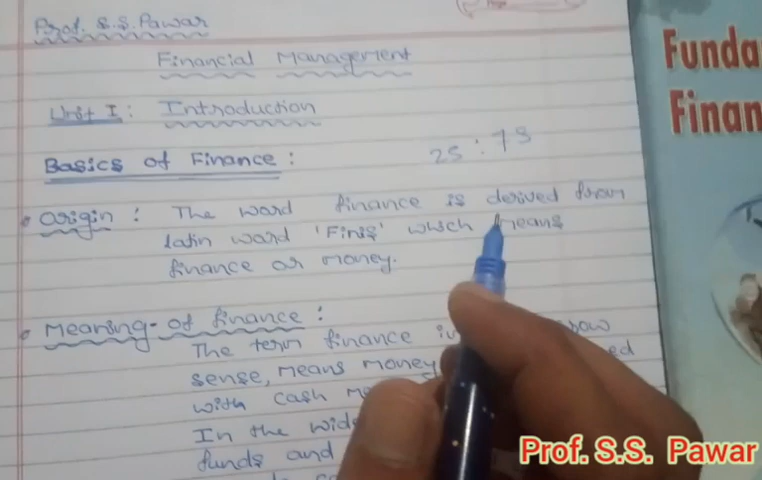 Prof. S.S. Pawar
Financial Management
Unit I: Introduction
25:75
Basics of Finance:
Origin: The word finance is derived from
latin word 'Finis' which means
finance or money.
Meaning of finance:
The term finance in
sense, means money
with cash
In the wide
funds and
Funda
Finan
Prof. S.S. Pawar